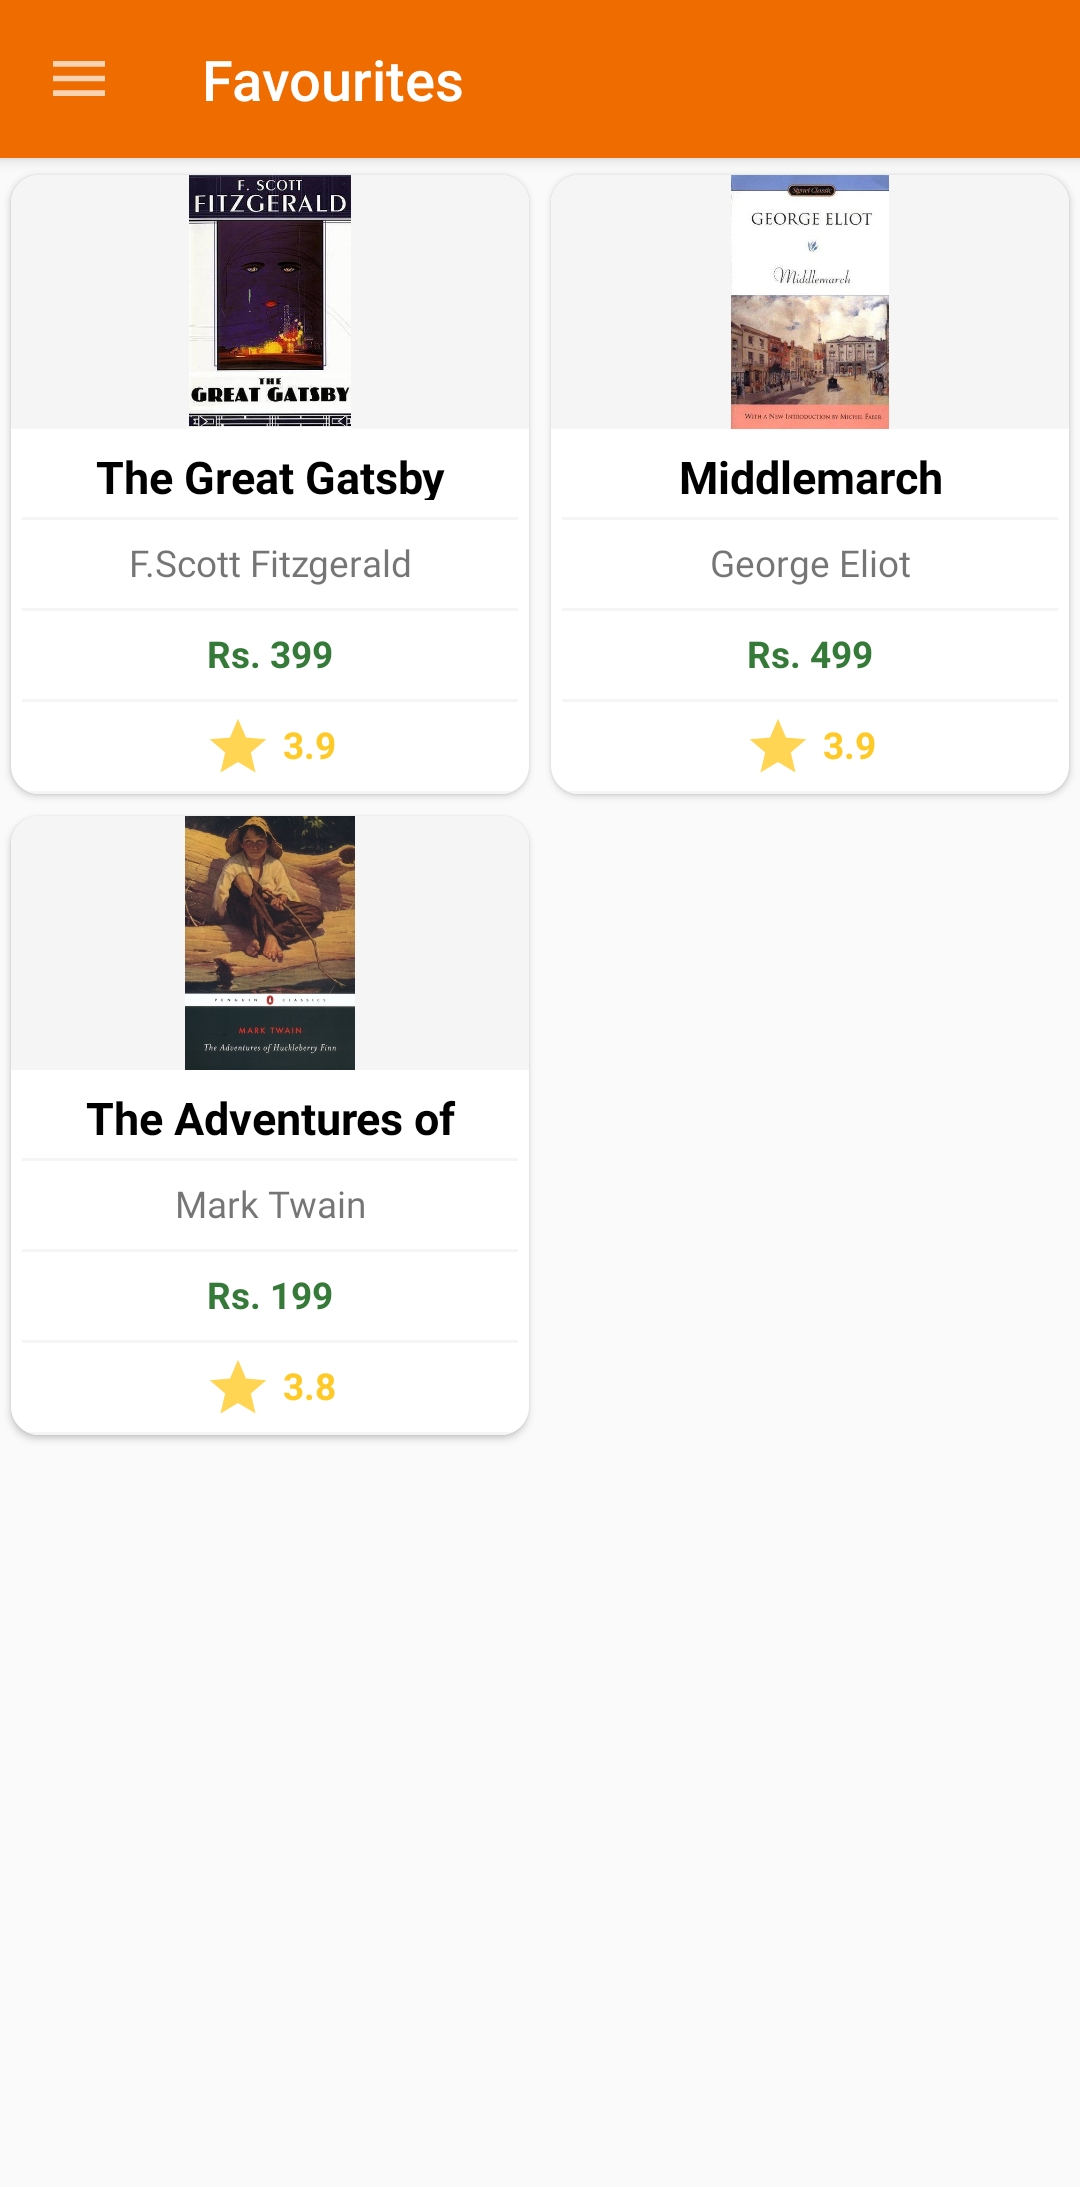 Favourites
F. SCOTT
FITZGERALD
THE
GREAT GATSBY
The Great Gatsby
F.Scott Fitzgerald
Rs. 399
3.9
Signet Classic
GEORGE ELIOT
Middlemarch
WITH A NEW INTRODUCTION BY MICHEL FABER
Middlemarch
George Eliot
Rs. 499
3.9
PENGUIN CLASSICS
MARK TWAIN
The Adventures of Huckleberry Finn
The Adventures of
Mark Twain
Rs. 199
3.8